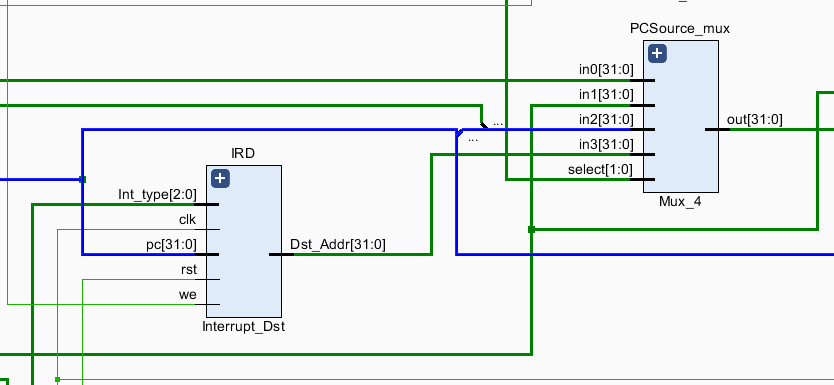 PCSource_mux
in0[31:0]
in1[31:0]
in2[31:0]
in3[31:0]
select[1:0]
out[31:0]
Mux_4
...
...
IRD
Int_type[2:0]
clk
pc[31:0]
rst
we
Dst_Addr[31:0]
Interrupt_Dst